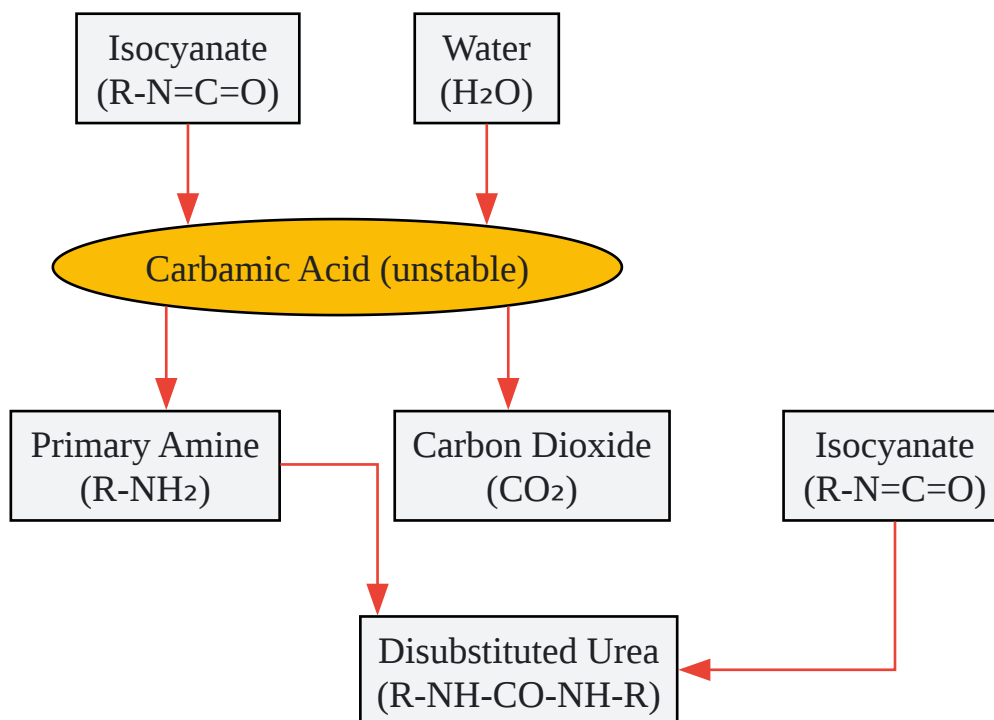 Isocyanate
(R-N=C=O)
Water
(H₂O)
Carbamic Acid (unstable)
Primary Amine
(R-NH₂)
Carbon Dioxide
(CO₂)
Isocyanate
(R-N=C=O)
Disubstituted Urea
(R-NH-CO-NH-R)